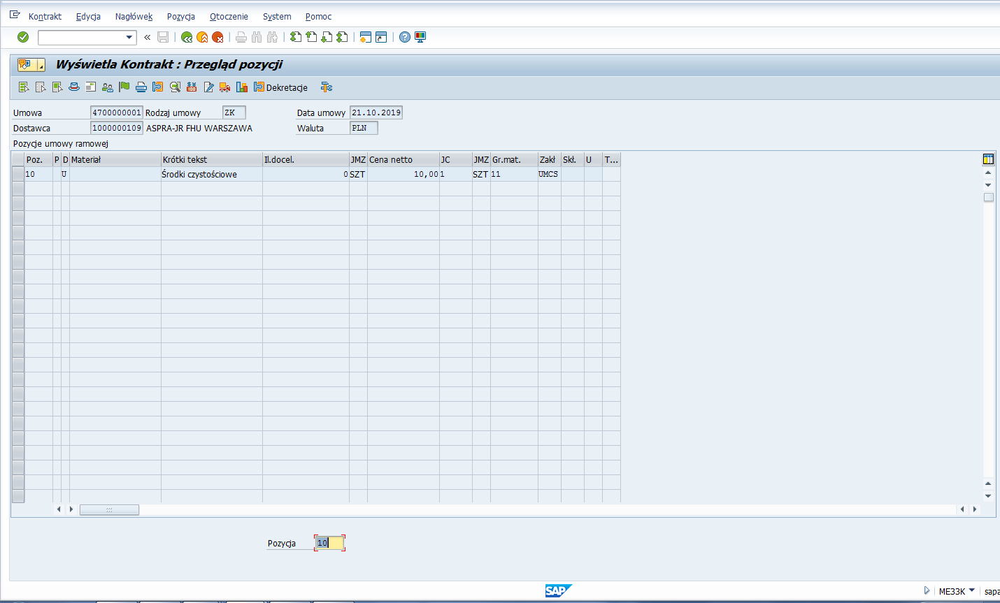 Kontrakt Edycja Nagłówek Pozycja Otoczenie System Pomoc
Wyświetla Kontrakt : Przegląd pozycji
Dekretacje
Umowa 4700000001 Rodzaj umowy ZK Data umowy 21.10.2019
Dostawca 1000000109 ASPRA-JR FHU WARSZAWA Waluta PLN
Pozycje umowy ramowej
Poz. P D Materiał Krótki tekst Il.docel. JMZ Cena netto JC JMZ Gr.mat. Zakł Skł. U T...
10 U Środki czystościowe 0 SZT 10,00 1 SZT 11 UMCS
Pozycja 10
SAP ME33K sapa